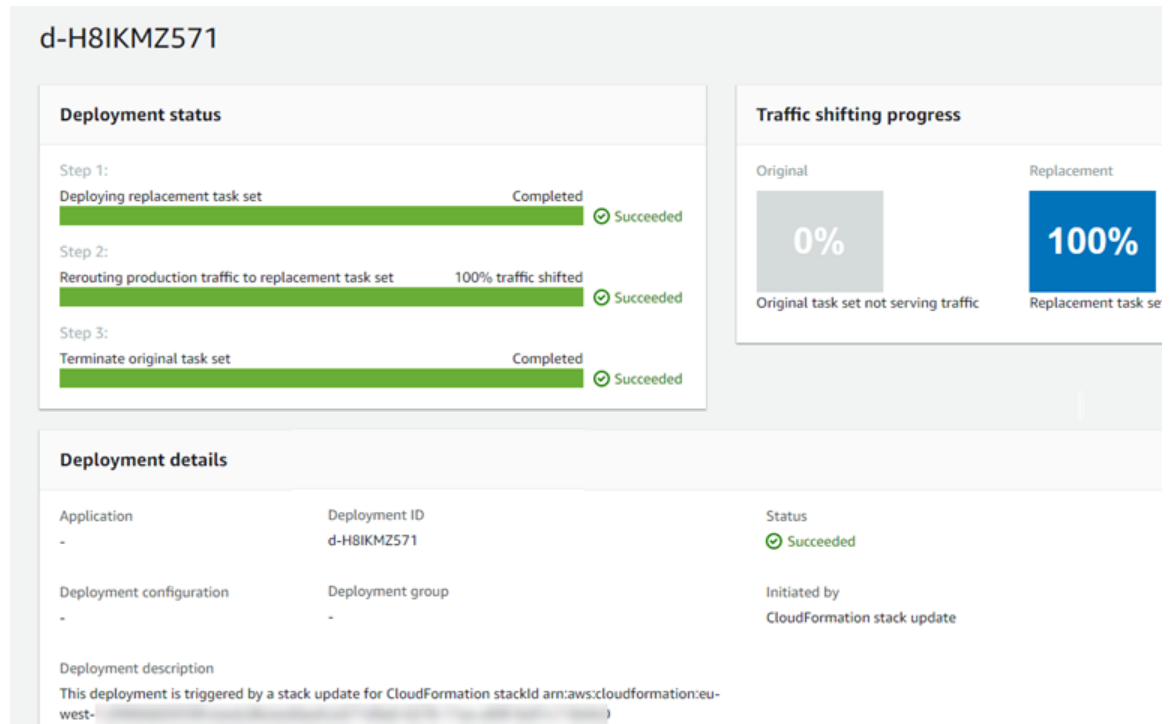 d-H8IKMZ571
Deployment status
Step 1:
Deploying replacement task set Completed
Succeeded
Step 2:
Rerouting production traffic to replacement task set 100% traffic shifted
Succeeded
Step 3:
Terminate original task set Completed
Succeeded
Traffic shifting progress
Original Replacement
0% 100%
Original task set not serving traffic Replacement task se
Deployment details
Application Deployment ID Status
- d-H8IKMZ571 Succeeded
Deployment configuration Deployment group Initiated by
- - CloudFormation stack update
Deployment description
This deployment is triggered by a stack update for CloudFormation stackId arn:aws:cloudformation:eu-
west-